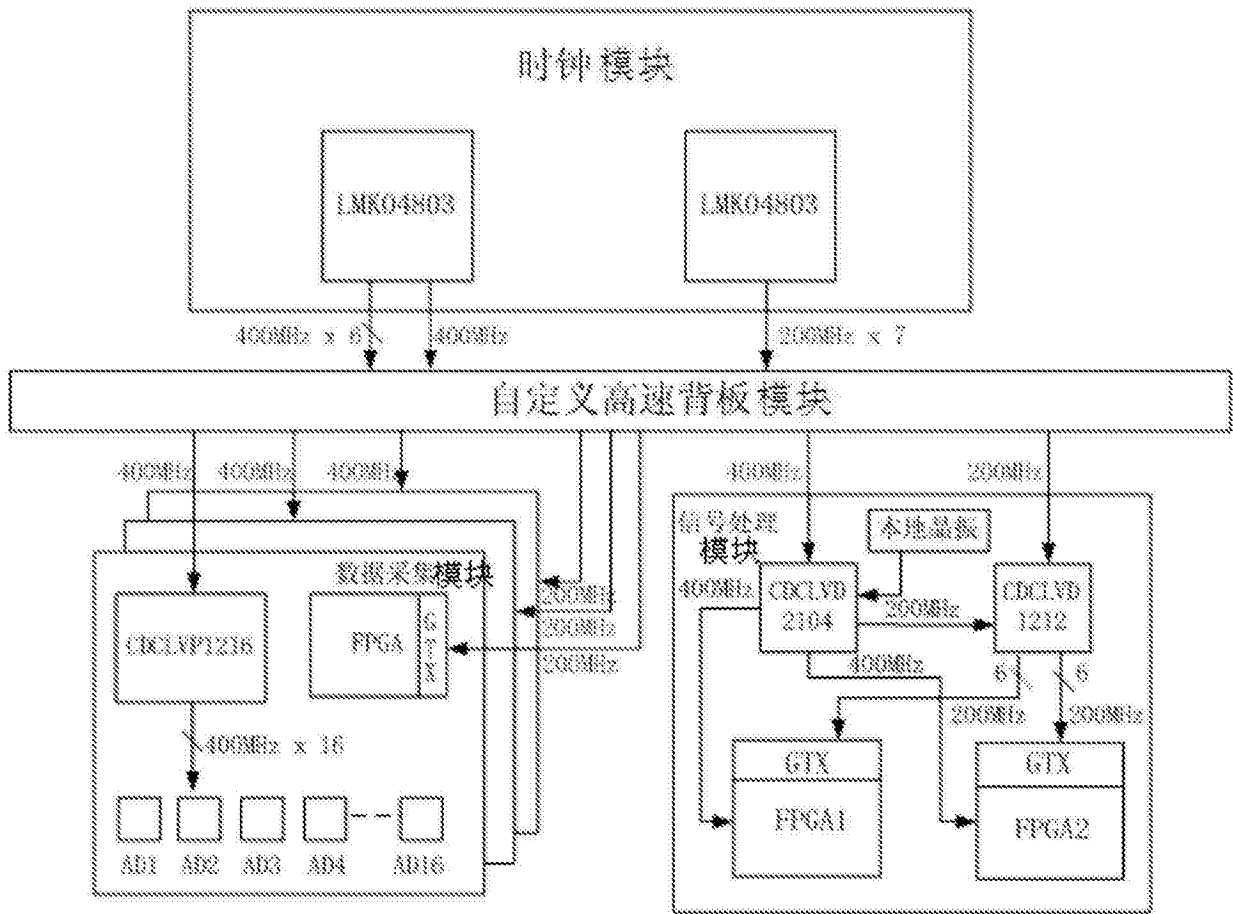 时钟模块
LMK04803
LMK04803
400MHz x 6
400MHz
200MHz x 7
自定义高速背板模块
400MHz
400MHz
400MHz
400MHz
200MHz
数据采集模块
CDCLVP1216
FPGA
GTX
200MHz
200MHz
200MHz
400MHz x 16
AD1
AD2
AD3
AD4
AD16
信号处理
模块
本地晶振
400MHz
CDCLVD
2104
200MHz
CDCLVD
1212
400MHz
6
6
200MHz
200MHz
GTX
FPGA1
GTX
FPGA2